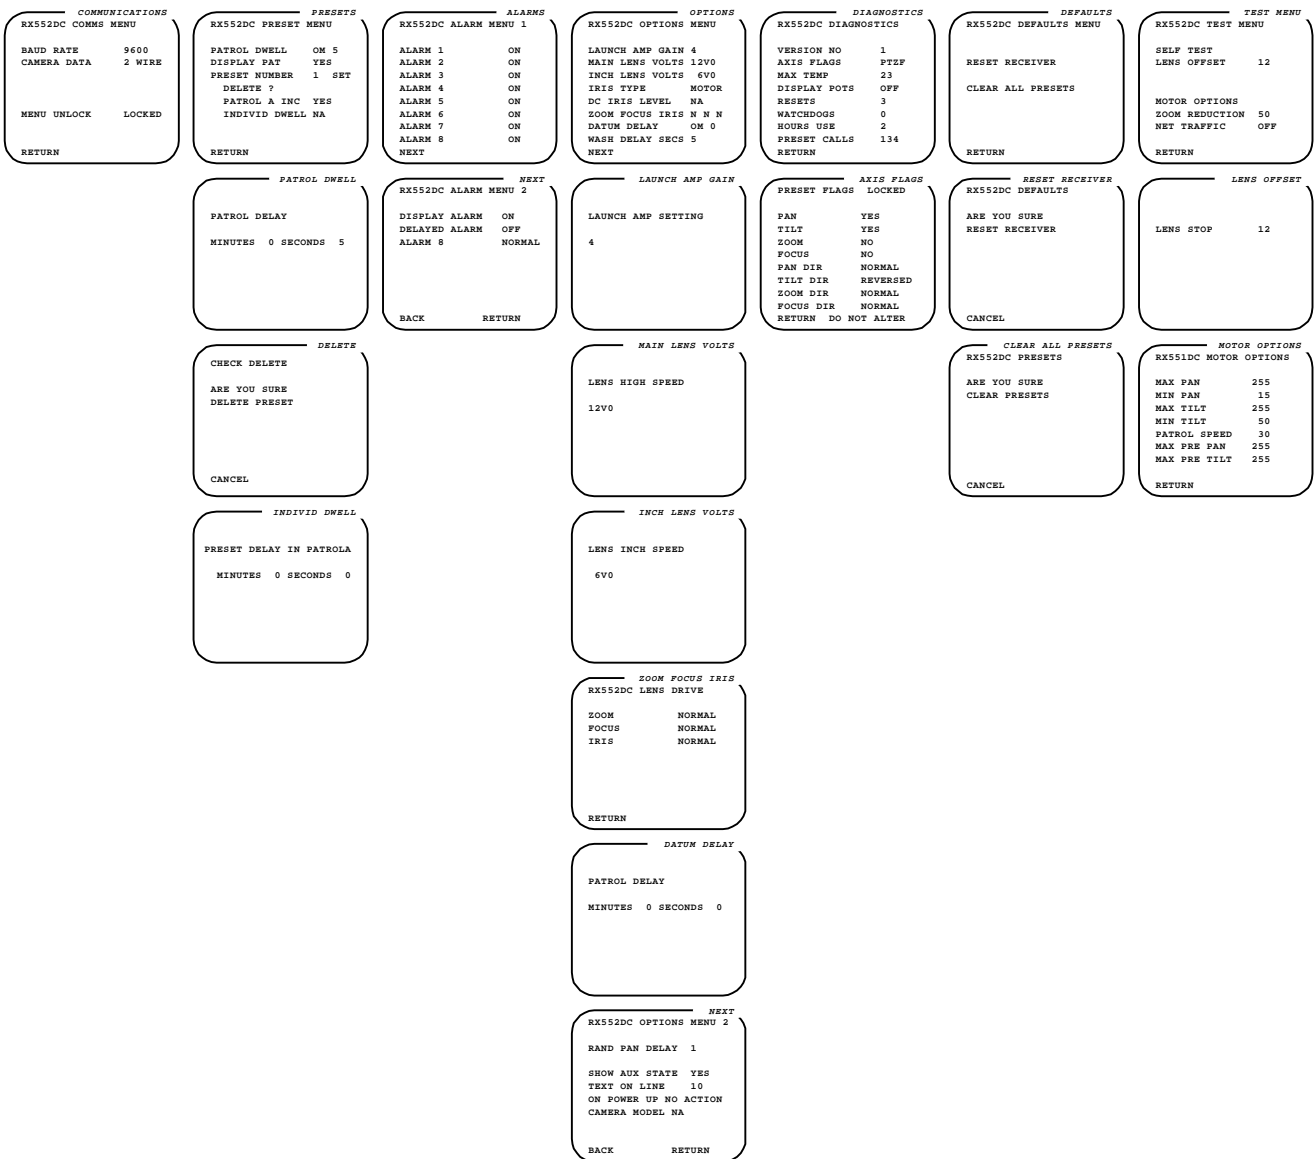 COMMUNICATIONS
RX552DC COMMS MENU
BAUD RATE 9600
CAMERA DATA 2 WIRE
MENU UNLOCK LOCKED
RETURN
PRESETS
RX552DC PRESET MENU
PATROL DWELL OM 5
DISPLAY PAT YES
PRESET NUMBER 1 SET
DELETE ?
PATROL A INC YES
INDIVID DWELL NA
RETURN
ALARMS
RX552DC ALARM MENU 1
ALARM 1 ON
ALARM 2 ON
ALARM 3 ON
ALARM 4 ON
ALARM 5 ON
ALARM 6 ON
ALARM 7 ON
ALARM 8 ON
NEXT
OPTIONS
RX552DC OPTIONS MENU
LAUNCH AMP GAIN 4
MAIN LENS VOLTS 12V0
INCH LENS VOLTS 6V0
IRIS TYPE MOTOR
DC IRIS LEVEL NA
ZOOM FOCUS IRIS N N N
DATUM DELAY OM 0
WASH DELAY SECS 5
NEXT
DIAGNOSTICS
RX552DC DIAGNOSTICS
VERSION NO 1
AXIS FLAGS PTZF
MAX TEMP 23
DISPLAY POTS OFF
RESETS 3
WATCHDOGS 0
HOURS USE 2
PRESET CALLS 134
RETURN
DEFAULTS
RX552DC DEFAULTS MENU
RESET RECEIVER
CLEAR ALL PRESETS
RETURN
TEST MENU
RX552DC TEST MENU
SELF TEST
LENS OFFSET 12
MOTOR OPTIONS
ZOOM REDUCTION 50
NET TRAFFIC OFF
RETURN
PATROL DWELL
PATROL DELAY
MINUTES 0 SECONDS 5
NEXT
RX552DC ALARM MENU 2
DISPLAY ALARM ON
DELAYED ALARM OFF
ALARM 8 NORMAL
BACK RETURN
LAUNCH AMP GAIN
LAUNCH AMP SETTING
4
AXIS FLAGS
PRESET FLAGS LOCKED
PAN YES
TILT YES
ZOOM NO
FOCUS NO
PAN DIR NORMAL
TILT DIR REVERSED
ZOOM DIR NORMAL
FOCUS DIR NORMAL
RETURN DO NOT ALTER
RESET RECEIVER
RX552DC DEFAULTS
ARE YOU SURE
RESET RECEIVER
CANCEL
LENS OFFSET
LENS STOP 12
DELETE
CHECK DELETE
ARE YOU SURE
DELETE PRESET
CANCEL
MAIN LENS VOLTS
LENS HIGH SPEED
12V0
CLEAR ALL PRESETS
RX552DC PRESETS
ARE YOU SURE
CLEAR PRESETS
CANCEL
MOTOR OPTIONS
RX551DC MOTOR OPTIONS
MAX PAN 255
MIN PAN 15
MAX TILT 255
MIN TILT 50
PATROL SPEED 30
MAX PRE PAN 255
MAX PRE TILT 255
RETURN
INDIVID DWELL
PRESET DELAY IN PATROLA
MINUTES 0 SECONDS 0
INCH LENS VOLTS
LENS INCH SPEED
6V0
ZOOM FOCUS IRIS
RX552DC LENS DRIVE
ZOOM NORMAL
FOCUS NORMAL
IRIS NORMAL
RETURN
DATUM DELAY
PATROL DELAY
MINUTES 0 SECONDS 0
NEXT
RX552DC OPTIONS MENU 2
RAND PAN DELAY 1
SHOW AUX STATE YES
TEXT ON LINE 10
ON POWER UP NO ACTION
CAMERA MODEL NA
BACK RETURN